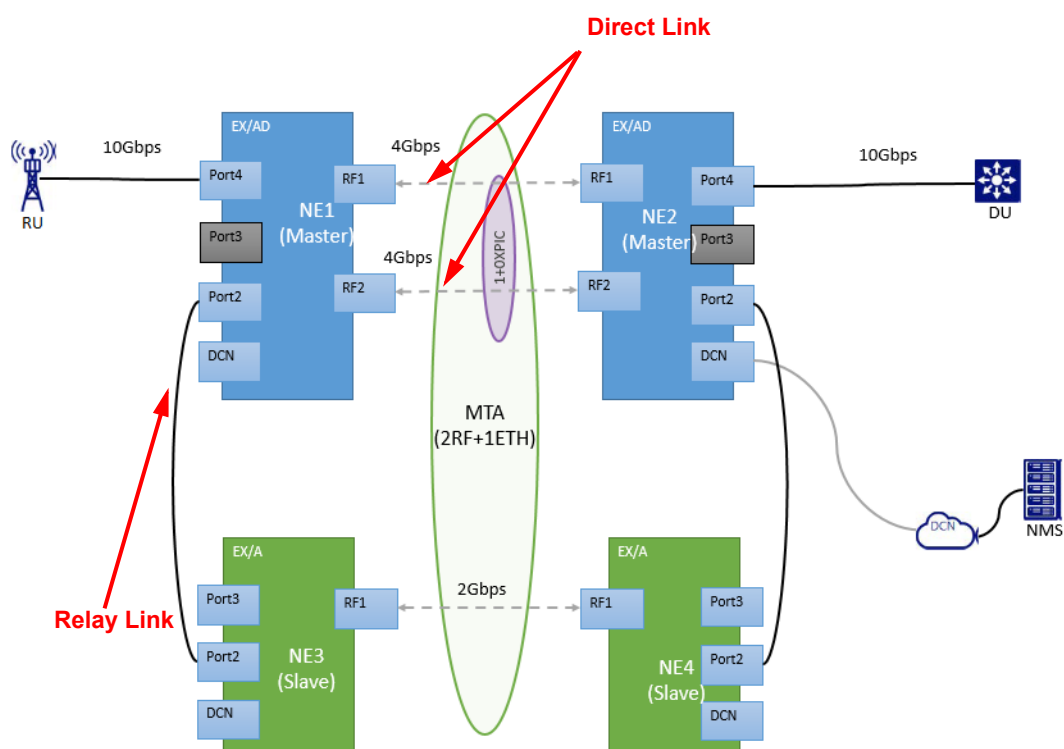 Direct Link
EX/AD
EX/AD
10Gbps
4Gbps
10Gbps
Port4
RF1
RF1
Port4
RU
NE1
(Master)
NE2
(Master)
DU
Port3
Port3
4Gbps
1+0XPIC
Port2
RF2
RF2
Port2
DCN
DCN
MTA
(2RF+1ETH)
DCN
NMS
EX/A
EX/A
Port3
RF1
2Gbps
RF1
Port3
Relay Link
Port2
NE3
(Slave)
NE4
(Slave)
Port2
DCN
DCN